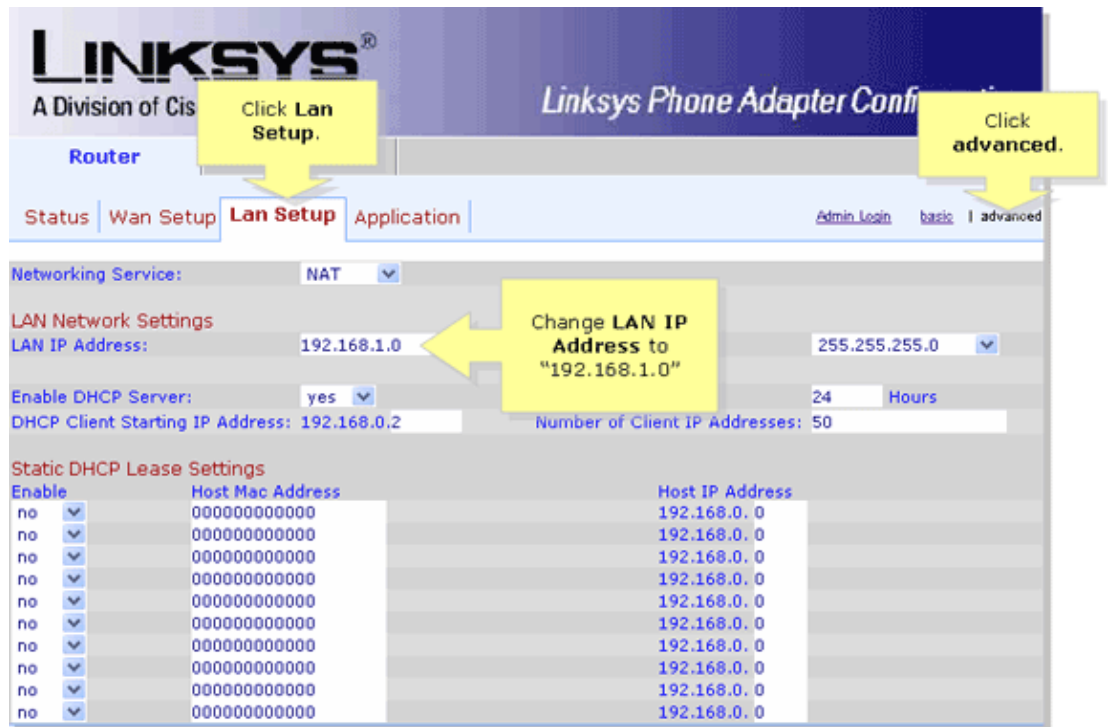 LINKSYS®
A Division of Cis
Linksys Phone Adapter Conf
Click Lan
Setup.
Click
advanced.
Router
Status Wan Setup Lan Setup Application Admin Login basic | advanced
Networking Service: NAT
LAN Network Settings
LAN IP Address: 192.168.1.0 255.255.255.0
Change LAN IP
Address to
“192.168.1.0”
Enable DHCP Server: yes 24 Hours
DHCP Client Starting IP Address: 192.168.0.2 Number of Client IP Addresses: 50
Static DHCP Lease Settings
Enable Host Mac Address Host IP Address
no 000000000000 192.168.0. 0
no 000000000000 192.168.0. 0
no 000000000000 192.168.0. 0
no 000000000000 192.168.0. 0
no 000000000000 192.168.0. 0
no 000000000000 192.168.0. 0
no 000000000000 192.168.0. 0
no 000000000000 192.168.0. 0
no 000000000000 192.168.0. 0
no 000000000000 192.168.0. 0